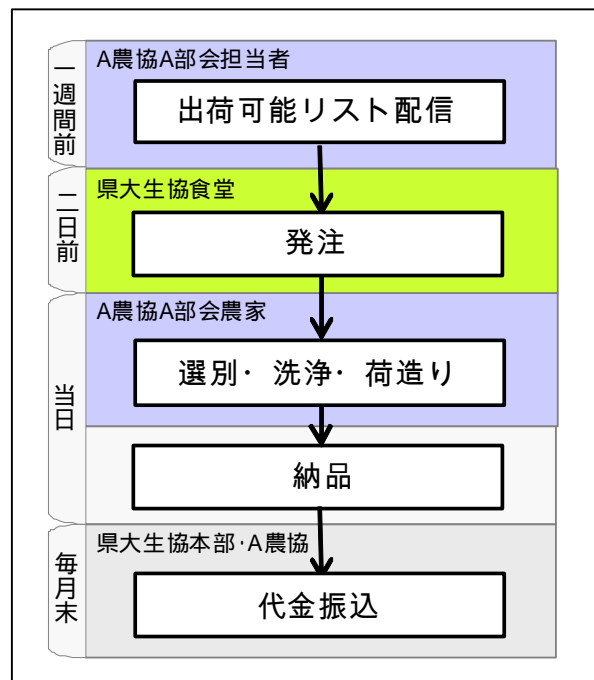 一週間前
A農協A部会担当者
出荷可能リスト配信
二日前
県大生協食堂
発注
当日
A農協A部会農家
選別・洗浄・荷造り
納品
毎月末
県大生協本部・A農協
代金振込